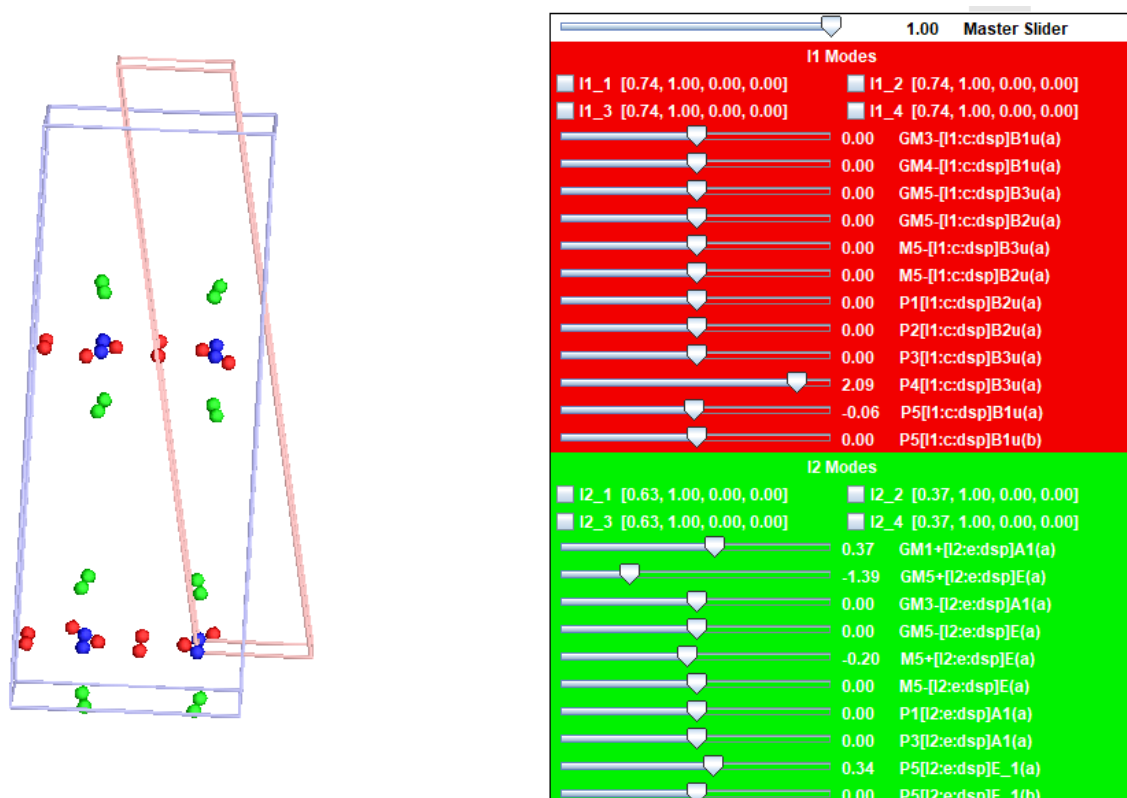 1.00 Master Slider
I1 Modes
I1_1 [0.74, 1.00, 0.00, 0.00] I1_2 [0.74, 1.00, 0.00, 0.00]
I1_3 [0.74, 1.00, 0.00, 0.00] I1_4 [0.74, 1.00, 0.00, 0.00]
0.00 GM3-[I1:c:dsp]B1u(a)
0.00 GM4-[I1:c:dsp]B1u(a)
0.00 GM5-[I1:c:dsp]B3u(a)
0.00 GM5-[I1:c:dsp]B2u(a)
0.00 M5-[I1:c:dsp]B3u(a)
0.00 M5-[I1:c:dsp]B2u(a)
0.00 P1[I1:c:dsp]B2u(a)
0.00 P2[I1:c:dsp]B2u(a)
0.00 P3[I1:c:dsp]B3u(a)
2.09 P4[I1:c:dsp]B3u(a)
-0.06 P5[I1:c:dsp]B1u(a)
0.00 P5[I1:c:dsp]B1u(b)
I2 Modes
I2_1 [0.63, 1.00, 0.00, 0.00] I2_2 [0.37, 1.00, 0.00, 0.00]
I2_3 [0.63, 1.00, 0.00, 0.00] I2_4 [0.37, 1.00, 0.00, 0.00]
0.37 GM1+[I2:e:dsp]A1(a)
-1.39 GM5+[I2:e:dsp]E(a)
0.00 GM3-[I2:e:dsp]A1(a)
0.00 GM5-[I2:e:dsp]E(a)
-0.20 M5+[I2:e:dsp]E(a)
0.00 M5-[I2:e:dsp]E(a)
0.00 P1[I2:e:dsp]A1(a)
0.00 P3[I2:e:dsp]A1(a)
0.34 P5[I2:e:dsp]E_1(a)
0.00 P5[I2:e:dsp]E_1(b)